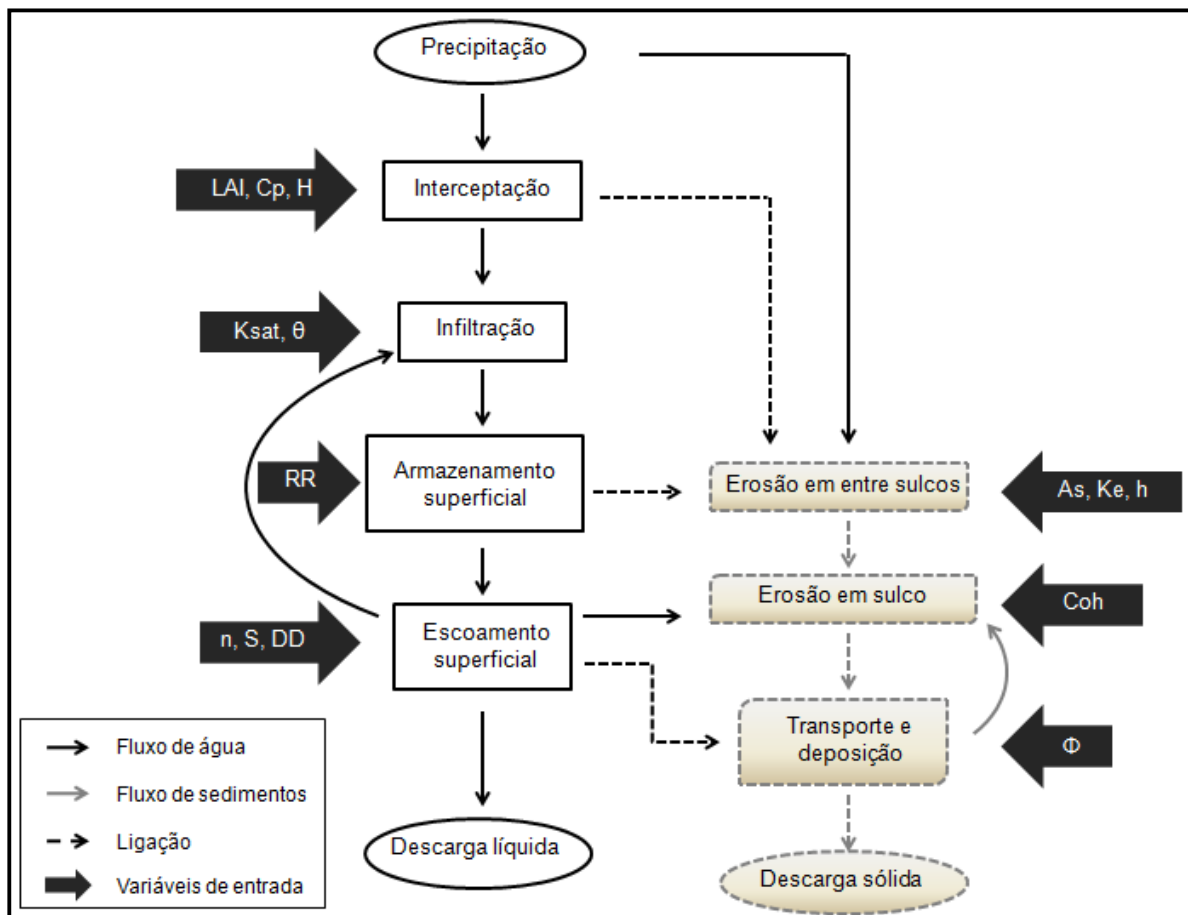 Precipitação
LAI, Cp, H
Interceptação
Ksat, θ
Infiltração
RR
Armazenamento
superficial
Erosão em entre sulcos
As, Ke, h
Erosão em sulco
Coh
n, S, DD
Escoamento
superficial
Transporte e
deposição
Φ
Fluxo de água
Fluxo de sedimentos
Ligação
Variáveis de entrada
Descarga líquida
Descarga sólida